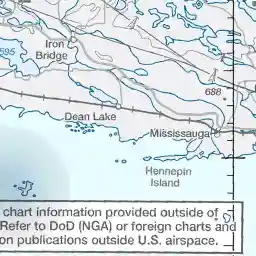 595
Iron
Bridge
688
Dean Lake
Mississauga
Hennepin
Island
chart information provided outside of
Refer to DoD (NGA) or foreign charts and
on publications outside U.S. airspace.